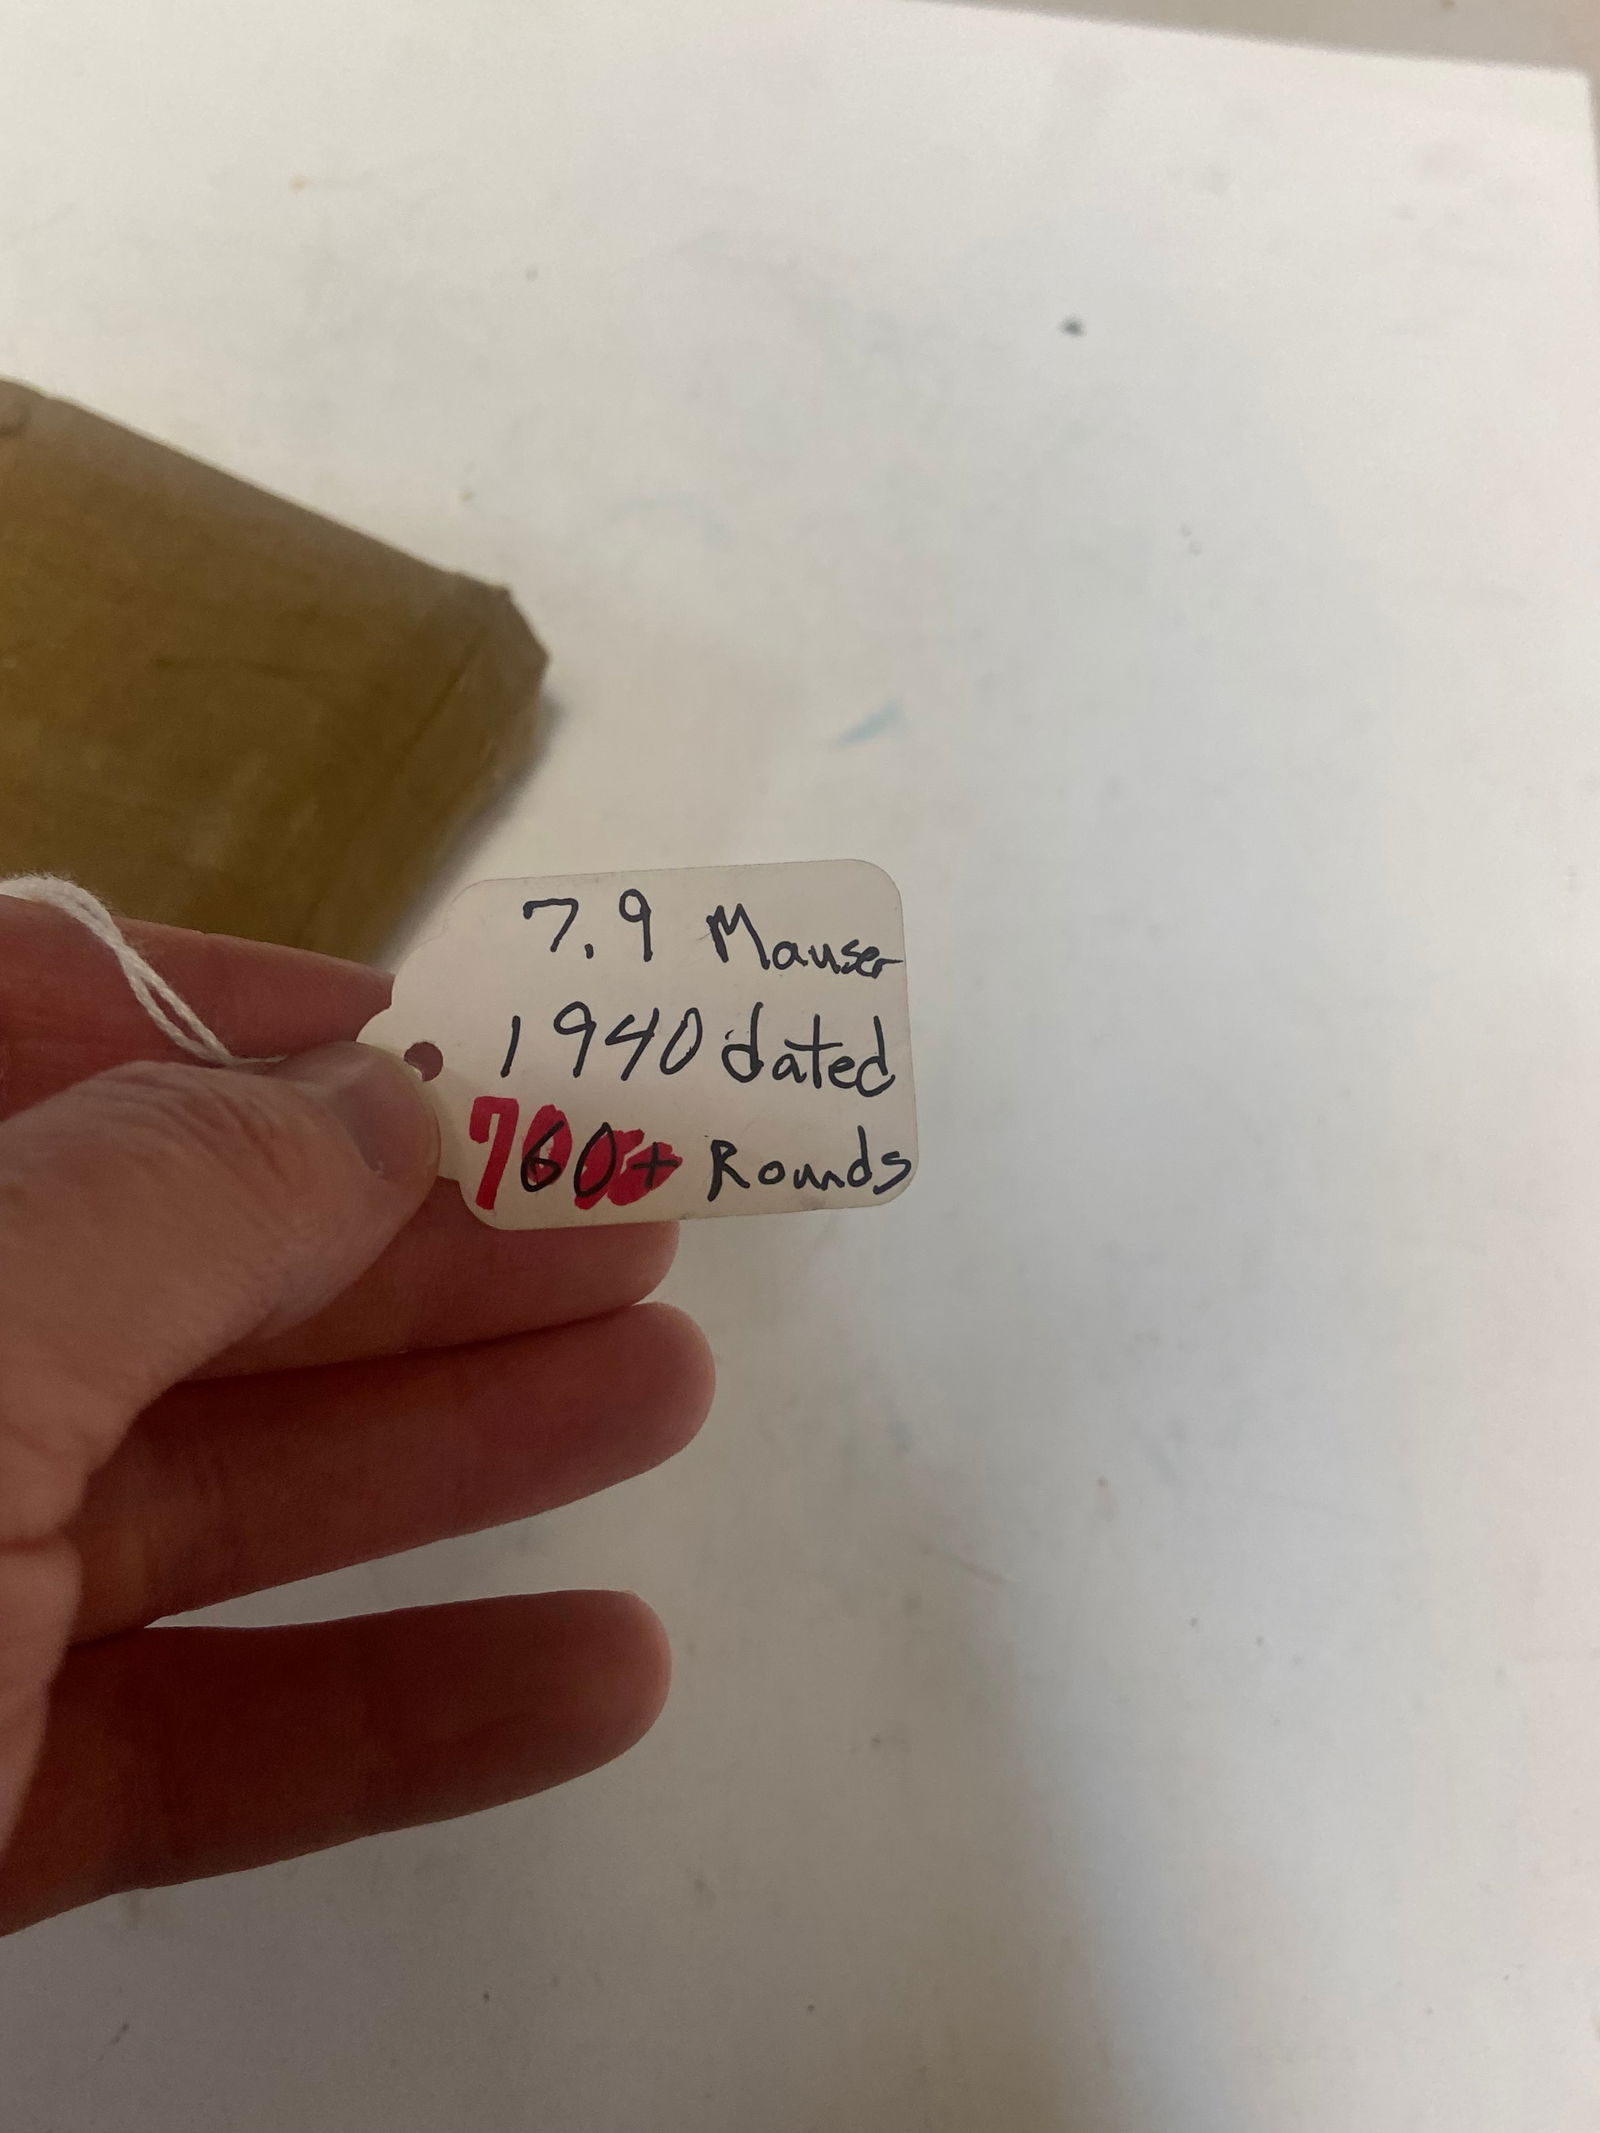 7.9 Mauser
1940 dated
760+ Rounds